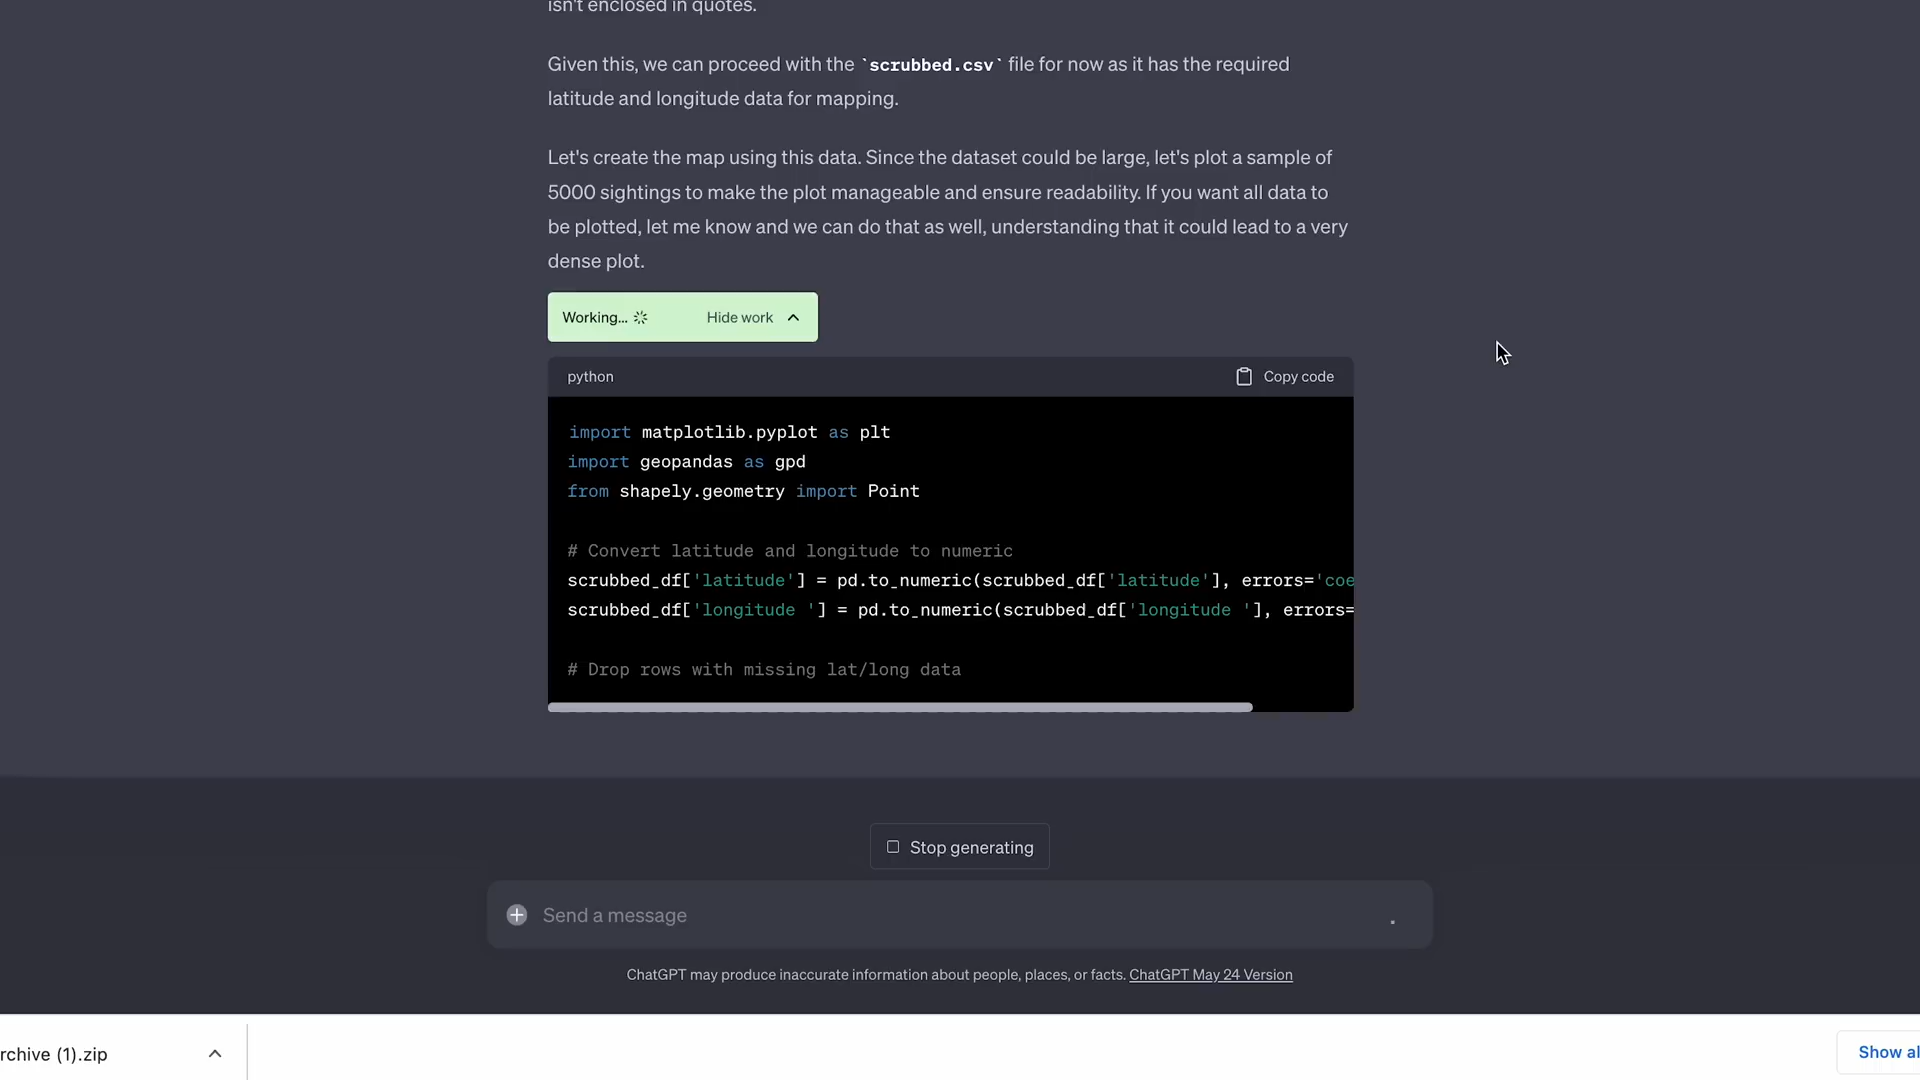 isn't enclosed in quotes.
Given this, we can proceed with the `scrubbed.csv` file for now as it has the required
latitude and longitude data for mapping.
Let's create the map using this data. Since the dataset could be large, let's plot a sample of
5000 sightings to make the plot manageable and ensure readability. If you want all data to
be plotted, let me know and we can do that as well, understanding that it could lead to a very
dense plot.
Working... Hide work
python Copy code
import matplotlib.pyplot as plt
import geopandas as gpd
from shapely.geometry import Point
# Convert latitude and longitude to numeric
scrubbed_df['latitude'] = pd.to_numeric(scrubbed_df['latitude'], errors='coe
scrubbed_df['longitude '] = pd.to_numeric(scrubbed_df['longitude '], errors=
# Drop rows with missing lat/long data
Stop generating
Send a message
ChatGPT may produce inaccurate information about people, places, or facts. ChatGPT May 24 Version
rchive (1).zip
Show al